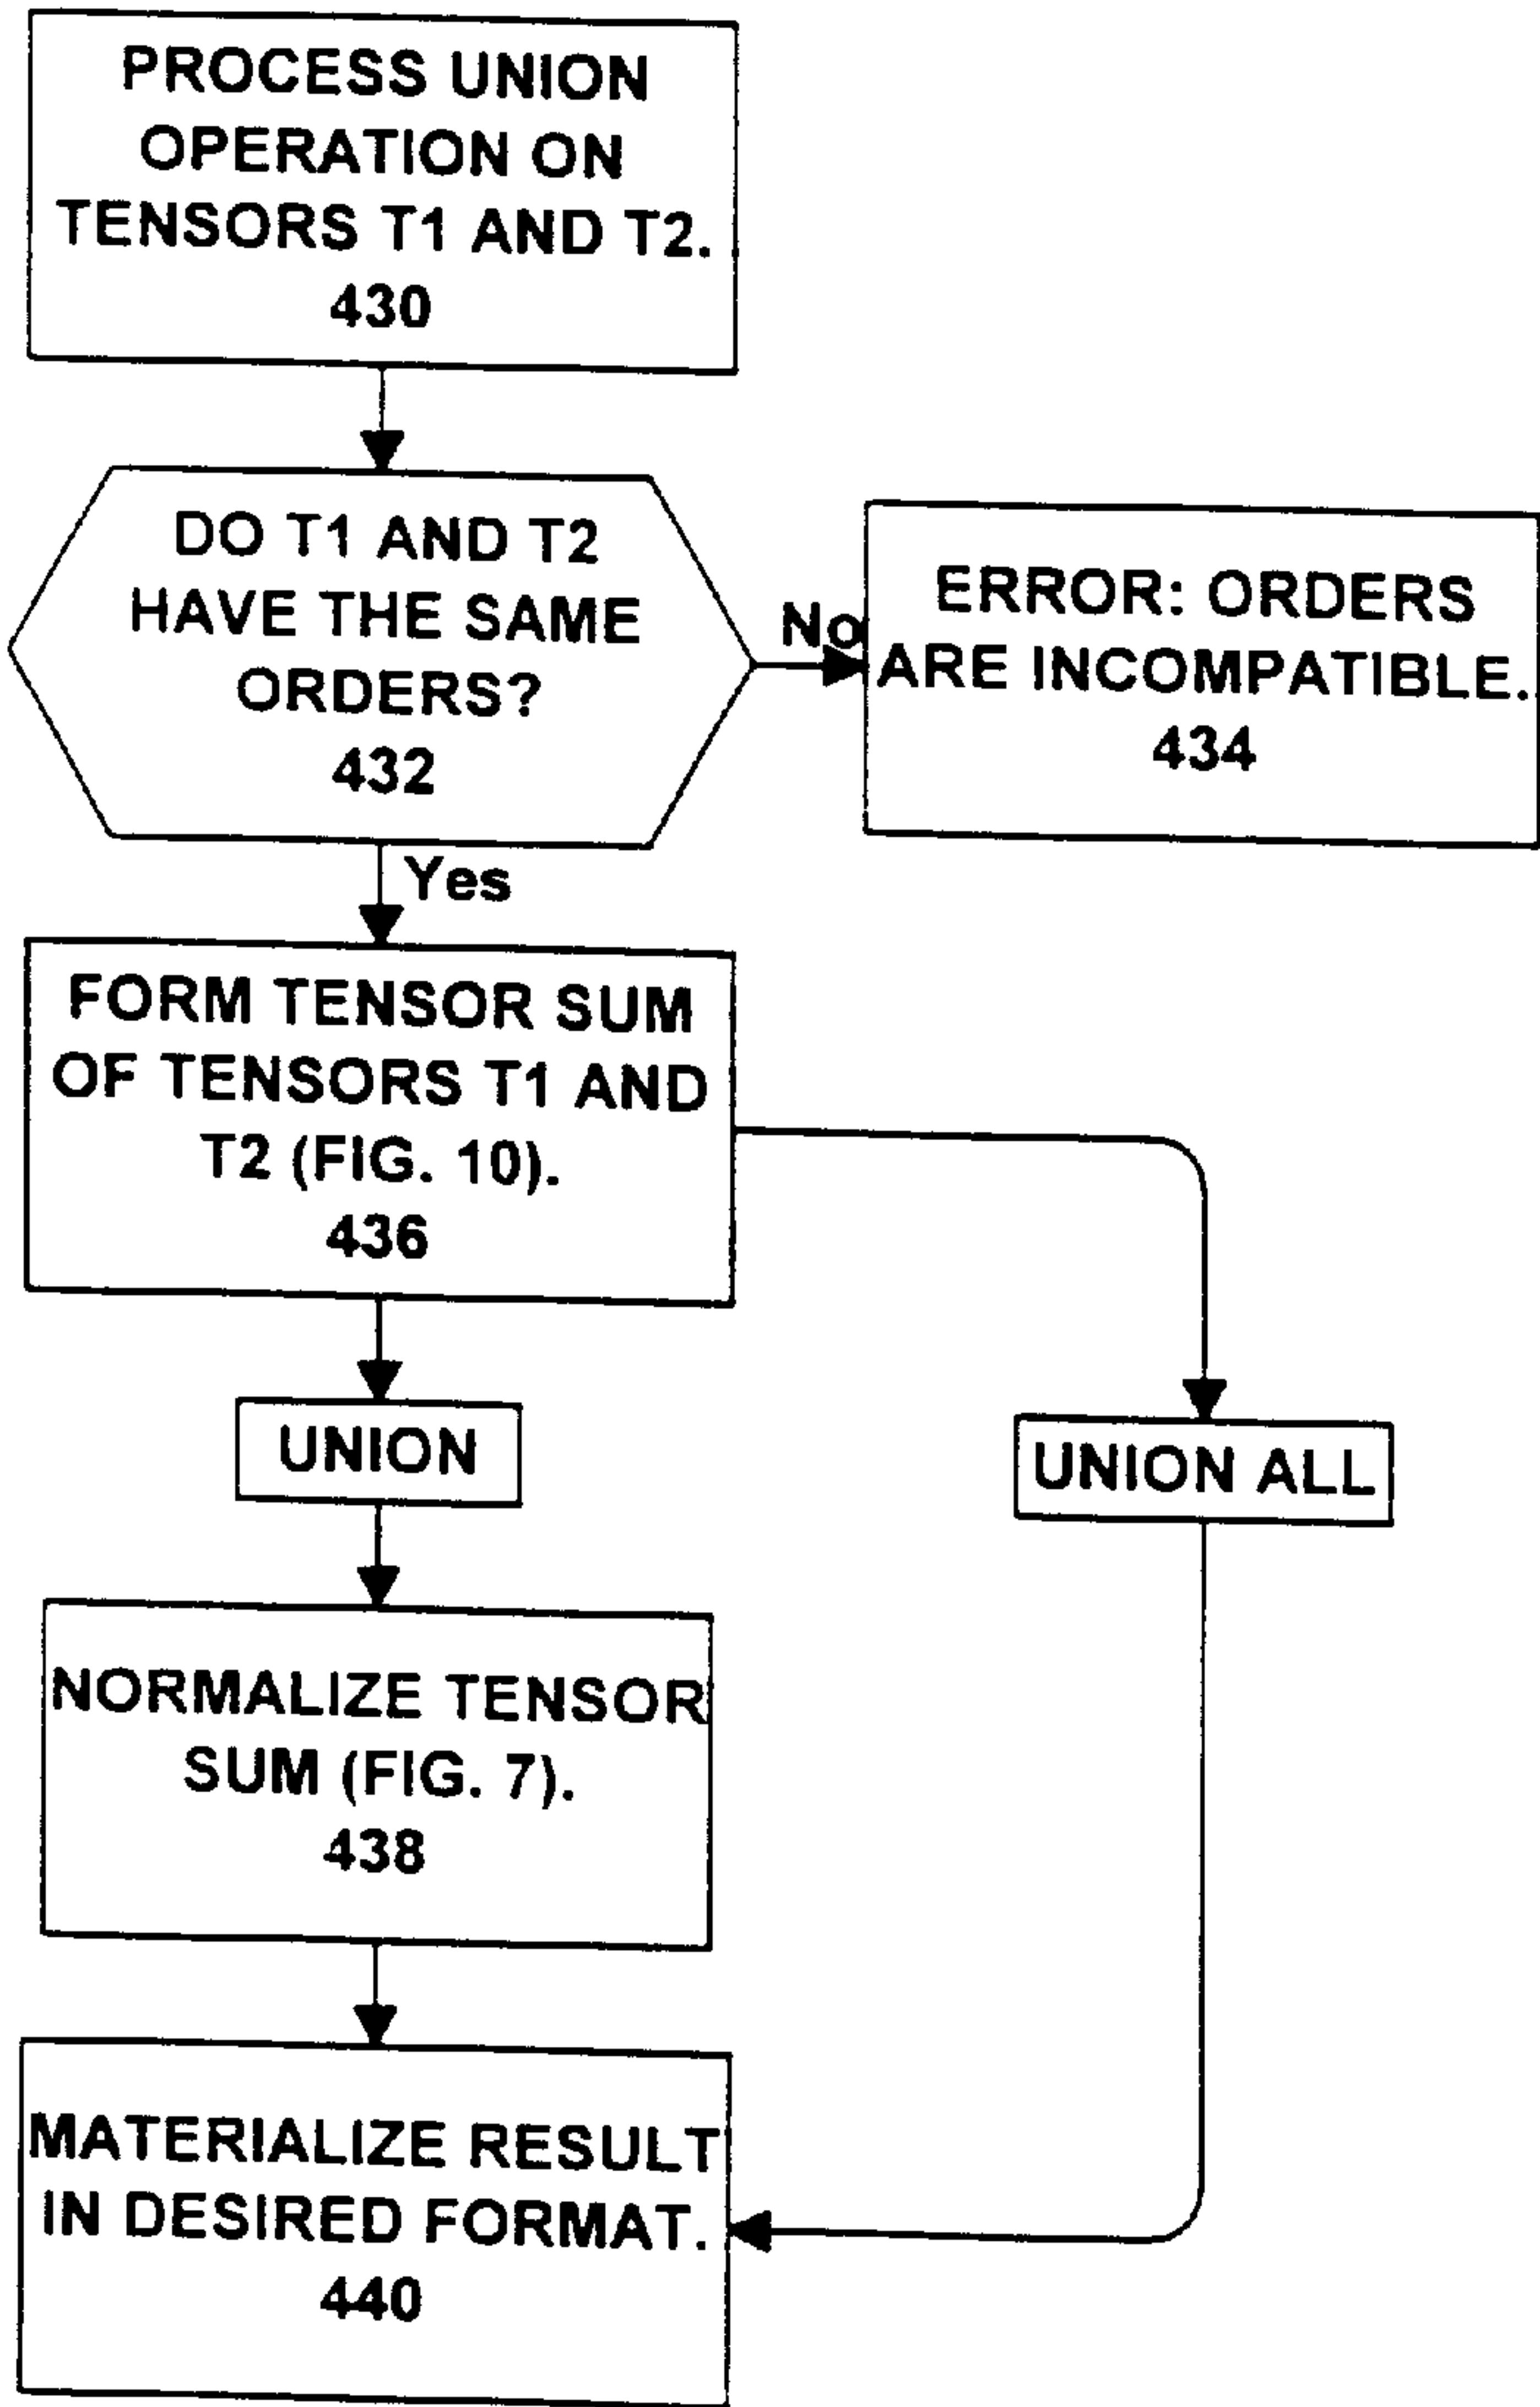 PROCESS UNION
OPERATION ON
TENSORS T1 AND T2.
430
DO T1 AND T2
HAVE THE SAME
ORDERS?
432
No
ERROR: ORDERS
ARE INCOMPATIBLE.
434
Yes
FORM TENSOR SUM
OF TENSORS T1 AND
T2 (FIG. 10).
436
UNION
UNION ALL
NORMALIZE TENSOR
SUM (FIG. 7).
438
MATERIALIZE RESULT
IN DESIRED FORMAT.
440